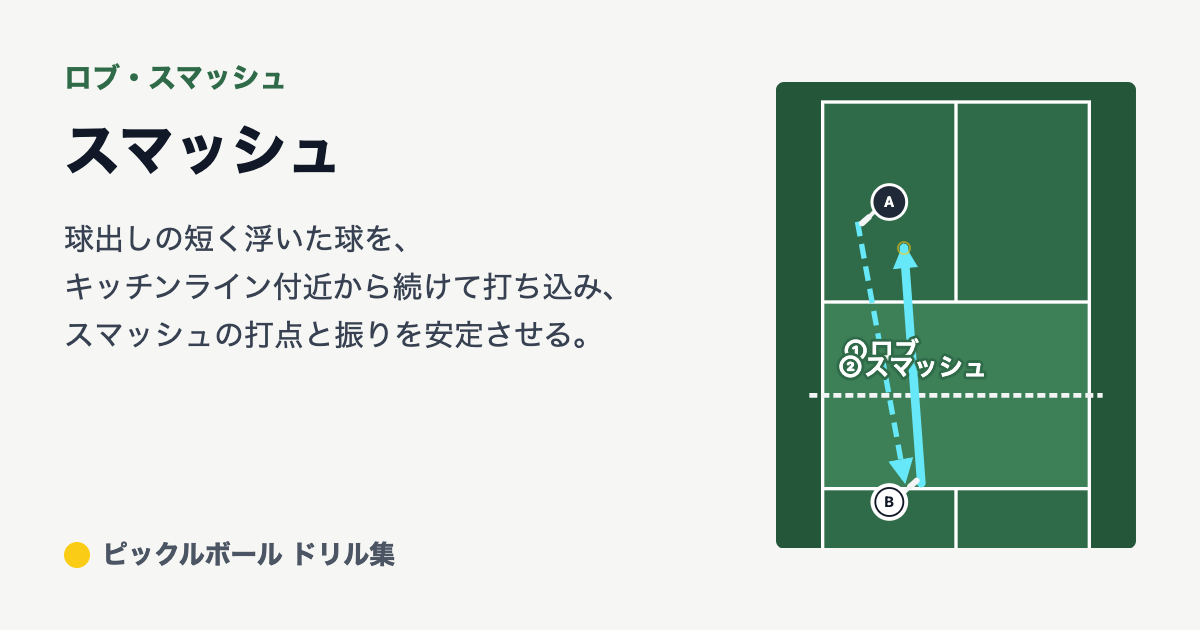 ロブ・スマッシュ
スマッシュ
球出しの短く浮いた球を、
キッチンライン付近から続けて打ち込み、
スマッシュの打点と振りを安定させる。
A
①ロブ
②スマッシュ
B
ピックルボール ドリル集